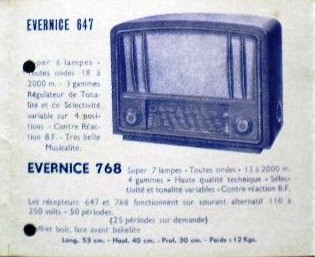 EVERNICE 647
Super 6 lampes -
Toutes ondes 18 à
2000 m. - 3 gammes
Régulateur de Tona-
lité et de Sélectivité
variable sur 4 posi-
tions - Contre Réac-
tion B.F. - Très belle
Musicalité.
EVERNICE 768 Super 7 lampes - Toutes ondes - 13 à 2000 m.
4 gammes - Haute qualité technique - Sélec-
tivité et tonalité variables - Contre réaction B.F.
Les récepteurs 647 et 768 fonctionnent sur courant alternatif 110 à
250 volts - 50 périodes.
(25 périodes sur demande)
Coffret bois, face avant bakelite
Long. 53 cm. - Haut. 40 cm. - Prof. 30 cm. - Poids : 12 Kgs.